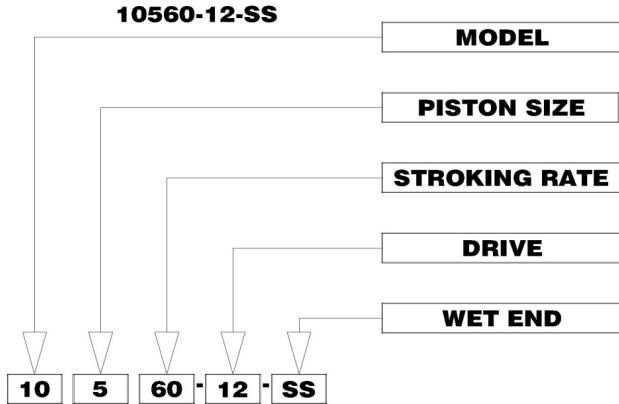 10560-12-SS
MODEL
PISTON SIZE
STROKING RATE
DRIVE
WET END
10 5 60 - 12 - SS